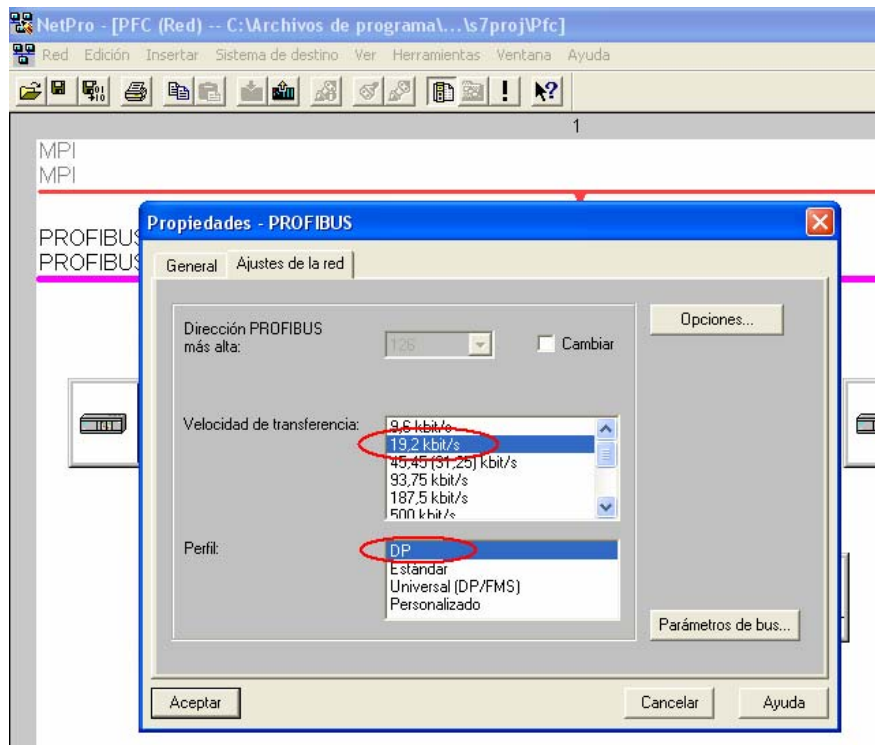 NetPro - [PFC (Red) -- C:\Archivos de programa\...\s7proj\Pfc]
Red Edición Insertar Sistema de destino Ver Herramientas Ventana Ayuda
1
MPI
MPI
PROFIBUS
PROFIBUS
Propiedades - PROFIBUS
General Ajustes de la red
Dirección PROFIBUS
más alta:
126
Cambiar
Opciones...
Velocidad de transferencia:
9,6 kbit/s
19,2 kbit/s
45,45 (31,25) kbit/s
93,75 kbit/s
187,5 kbit/s
500 kbit/s
Perfil:
DP
Estándar
Universal (DP/FMS)
Personalizado
Parámetros de bus...
Aceptar Cancelar Ayuda